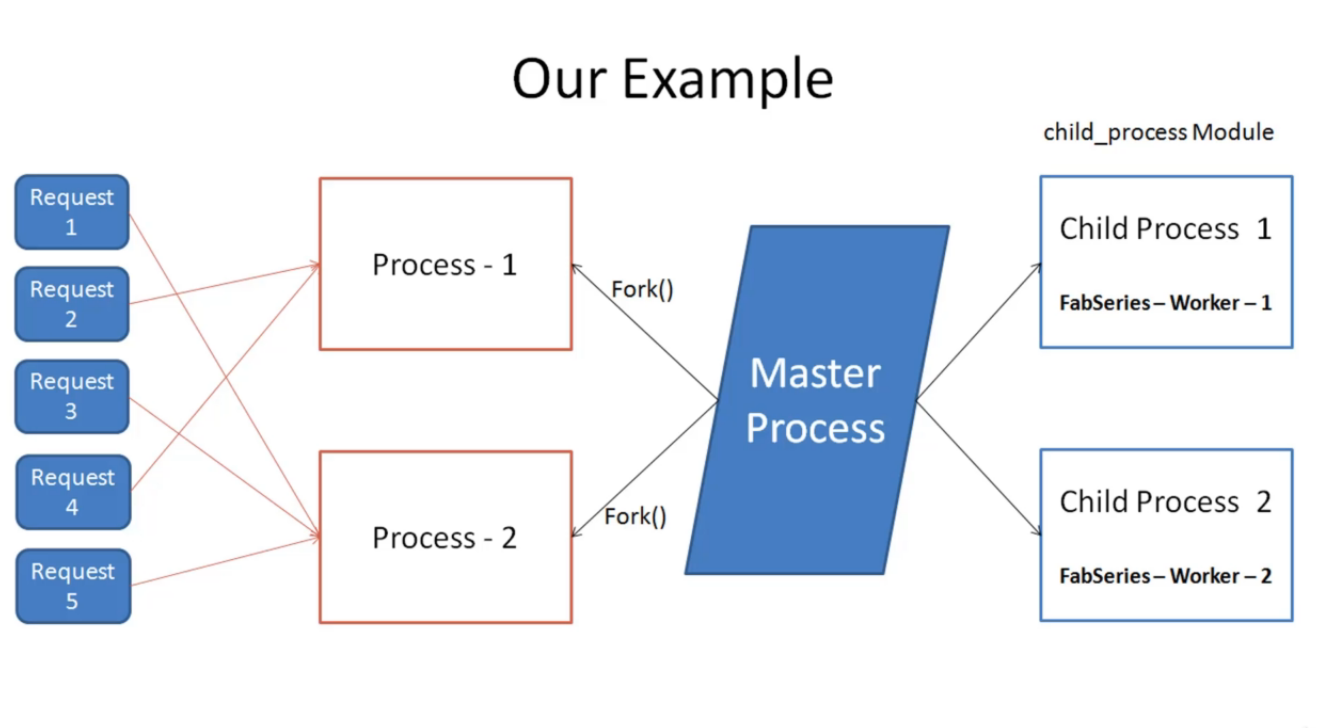 Our Example
child_process Module
Request
1
Request
2
Request
3
Request
4
Request
5
Process - 1
Process - 2
Fork()
Fork()
Master
Process
Child Process 1
FabSeries – Worker – 1
Child Process 2
FabSeries – Worker – 2